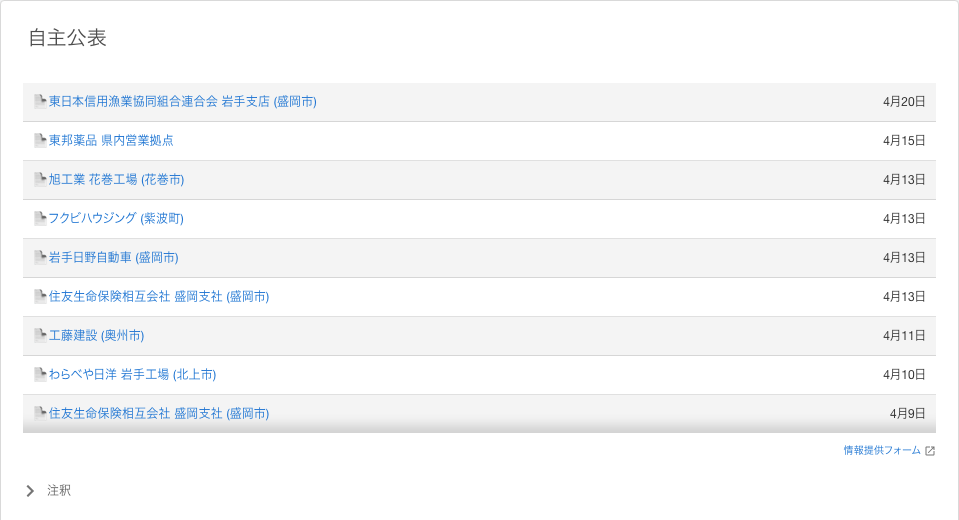 自主公表
東日本信用漁業協同組合連合会 岩手支店 (盛岡市) 4月20日
東邦薬品 県内営業拠点 4月15日
旭工業 花巻工場 (花巻市) 4月13日
フクビハウジング (紫波町) 4月13日
岩手日野自動車 (盛岡市) 4月13日
住友生命保険相互会社 盛岡支社 (盛岡市) 4月13日
工藤建設 (奥州市) 4月11日
わらべや日洋 岩手工場 (北上市) 4月10日
住友生命保険相互会社 盛岡支社 (盛岡市) 4月9日
情報提供フォーム
注釈